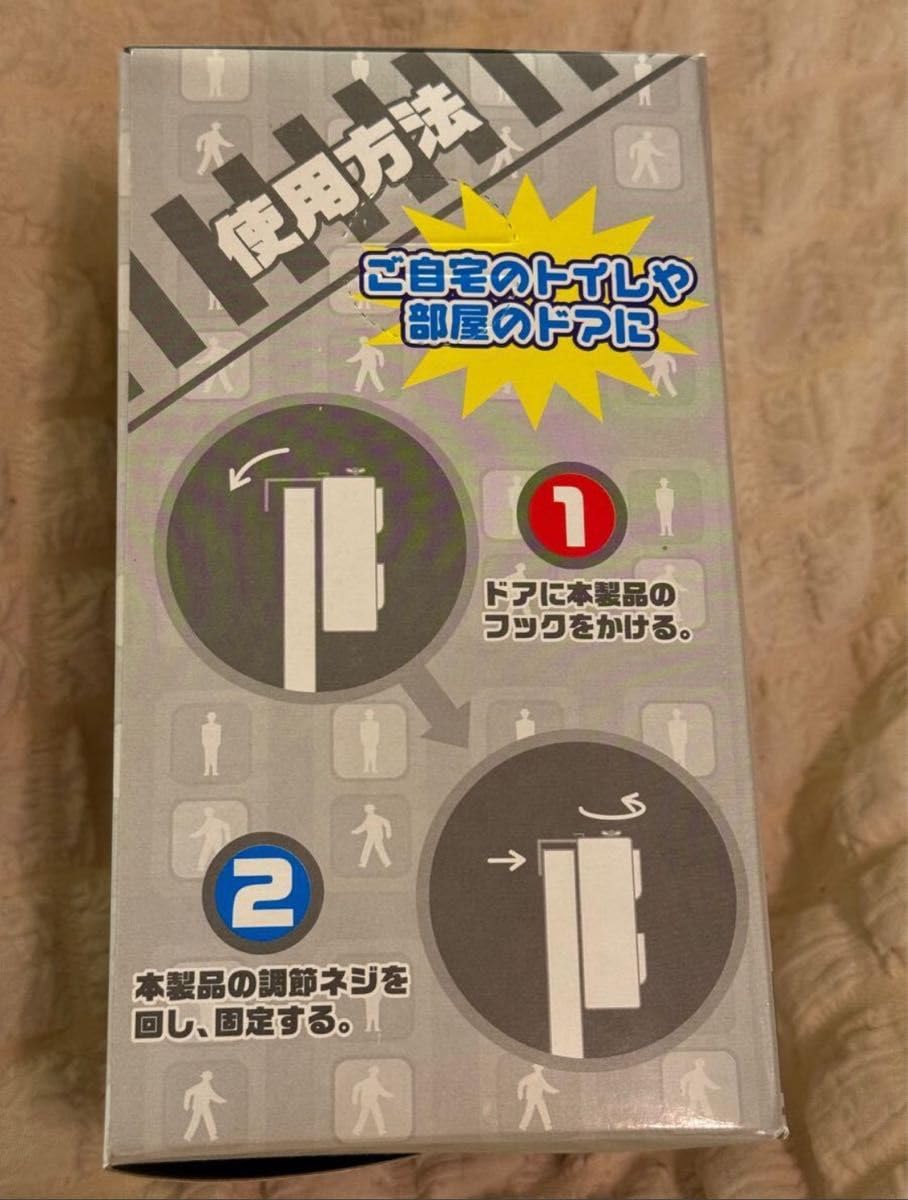 使用方法
ご自宅のトイレや
部屋のドアに
1
ドアに本製品の
フックをかける。
2
本製品の調節ネジを
回し、固定する。